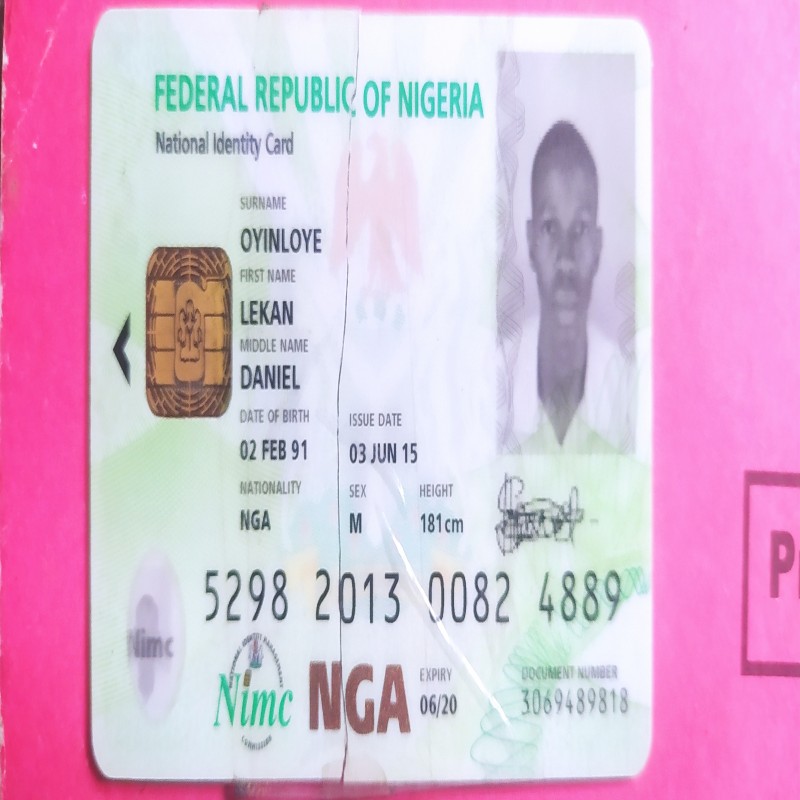 FEDERAL REPUBLIC OF NIGERIA
National Identity Card
SURNAME
OYINLOYE
FIRST NAME
LEKAN
MIDDLE NAME
DANIEL
DATE OF BIRTH ISSUE DATE
02 FEB 91 03 JUN 15
NATIONALITY SEX HEIGHT
NGA M 181cm
5298 2013 0082 4889
Nimc
Nimc NGA
EXPIRY DOCUMENT NUMBER
06/20 3069489818